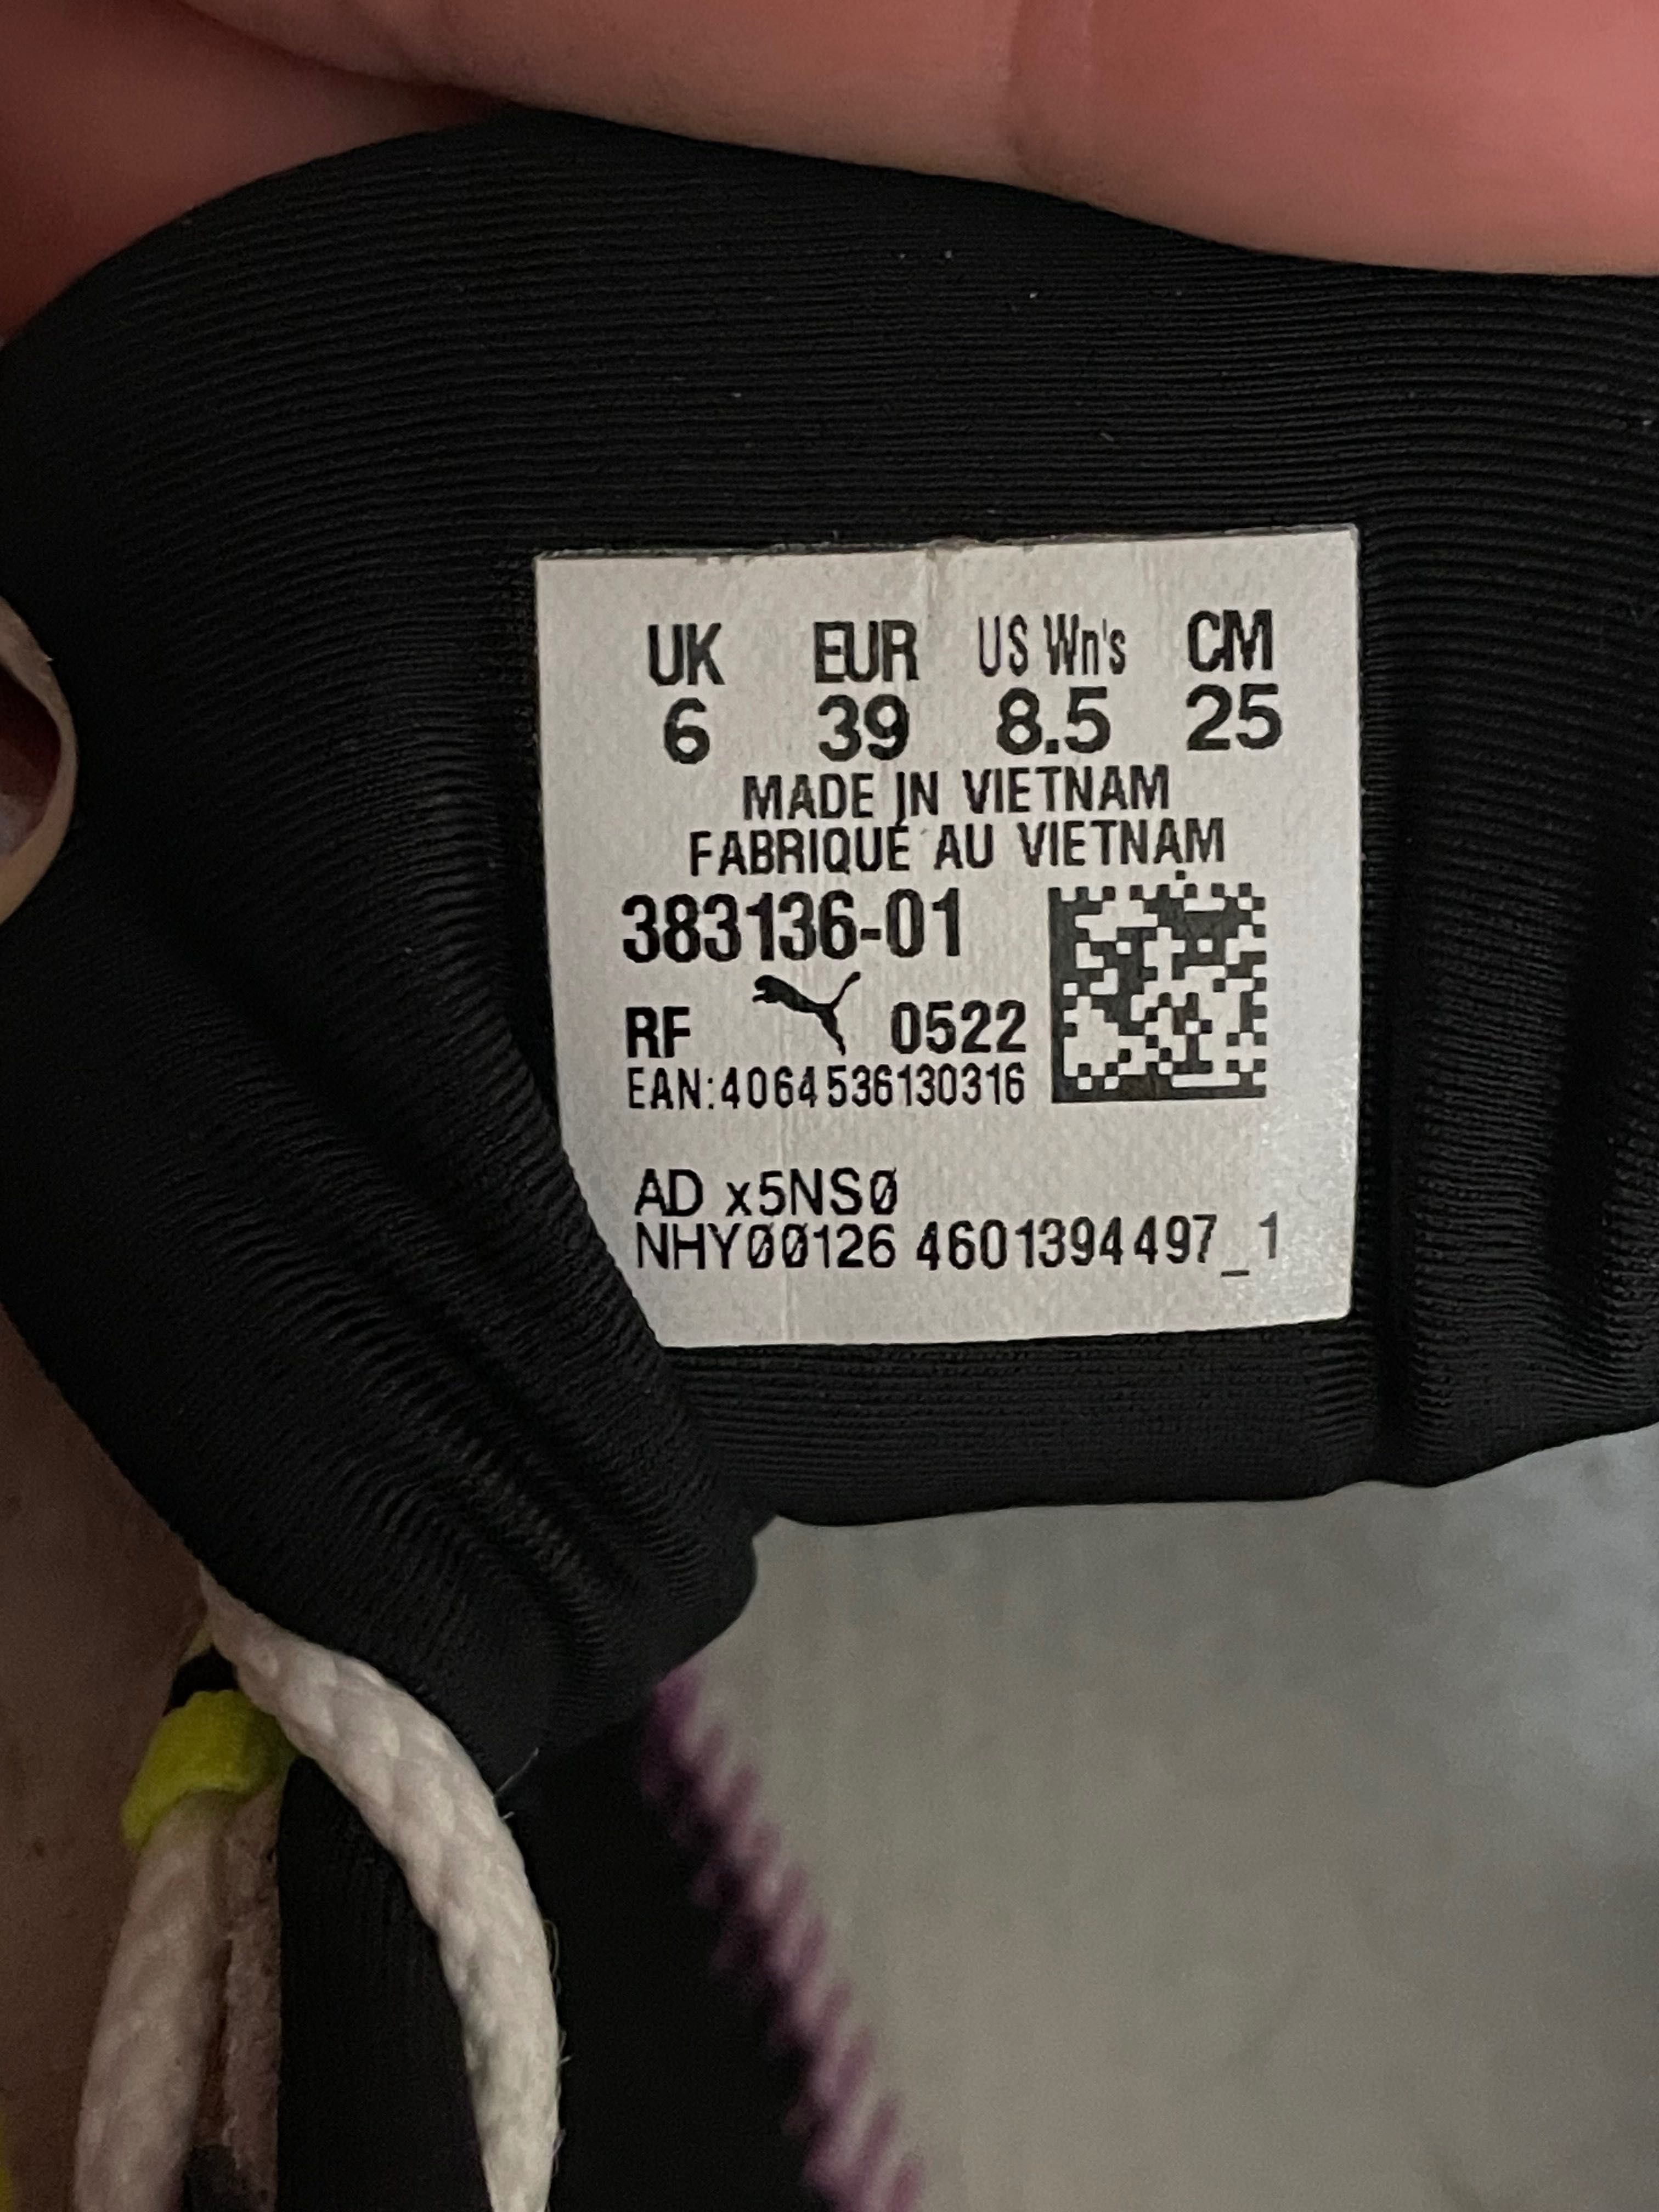 UK EUR US Wn's CM
6 39 8.5 25
MADE IN VIETNAM
FABRIQUÉ AU VIETNAM
383136-01
RF 0522
EAN:4064536130316
AD x5NSØ
NHYØØ126 4601394497_1